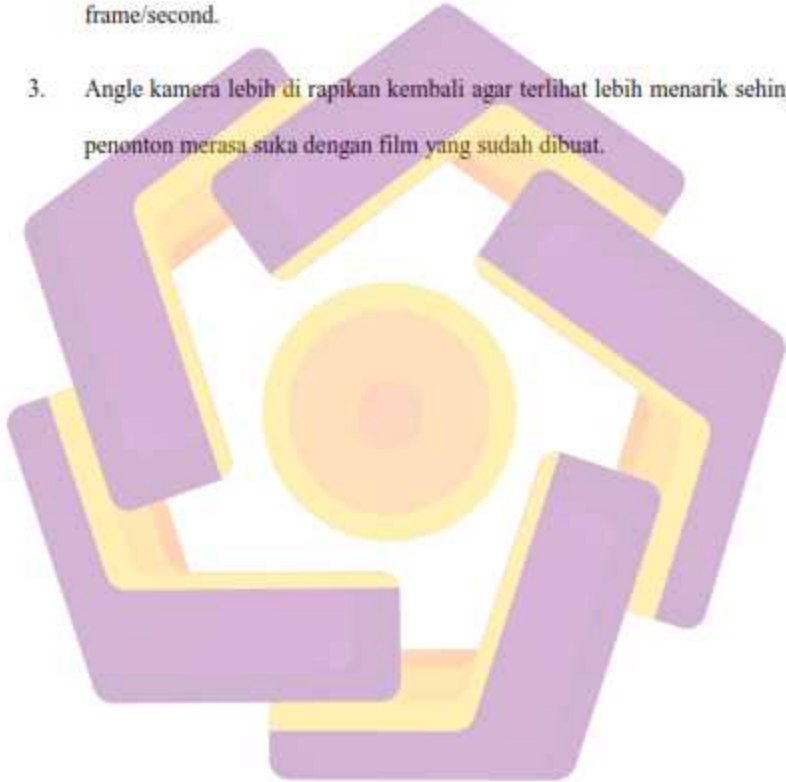 frame/second.
3. Angle kamera lebih di rapikan kembali agar terlihat lebih menarik sehin
penonton merasa suka dengan film yang sudah dibuat.